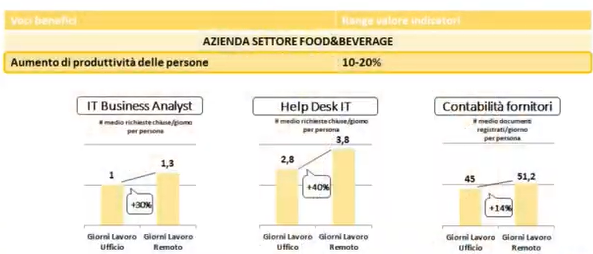 Voci benefici Range valore indicatori
AZIENDA SETTORE FOOD&BEVERAGE
Aumento di produttività delle persone 10-20%
IT Business Analyst
# medio richieste chiuse/giorno
per persona
1
1,3
+30%
Giorni Lavoro
Ufficio
Giorni Lavoro
Remoto
Help Desk IT
# medio richieste chiuse/giorno
per persona
2,8
3,8
+40%
Giorni Lavoro
Uffico
Giorni Lavoro
Remoto
Contabilità fornitori
# medio documenti
registrati/giorno
per persona
45
51,2
+14%
Giorni Lavoro
Ufficio
Giorni Lavoro
Remoto